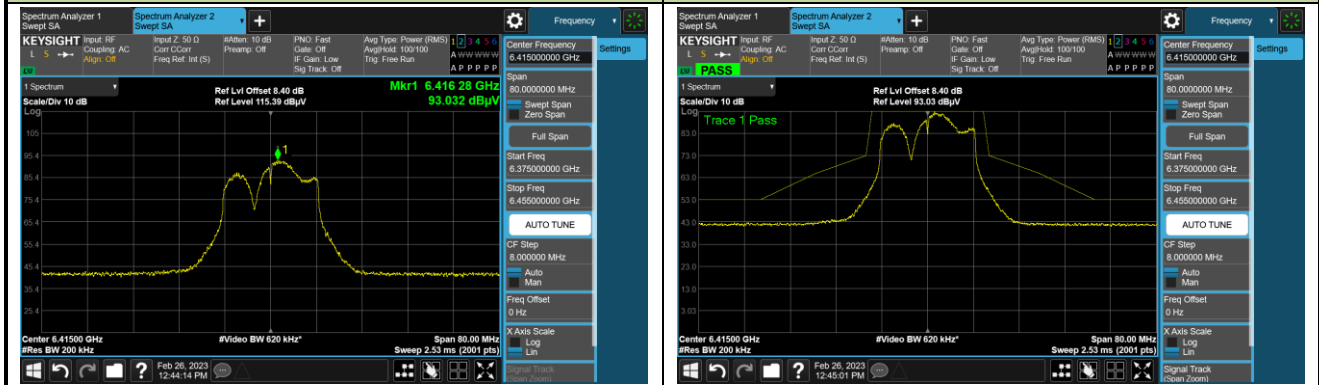 Spectrum Analyzer 1
Swept SA
Spectrum Analyzer 2
Swept SA
Frequency
KEYSIGHT
L S
Input: RF
Coupling: AC
Align: Off
Input Z: 50 Ω
Corr CCorr
Freq Ref: Int (S)
#Atten: 10 dB
Preamp: Off
PNO: Fast
Gate: Off
IF Gain: Low
Sig Track: Off
Avg Type: Power (RMS)
Avg|Hold: 100/100
Trig: Free Run
1 2 3 4 5 6
A W W W W W
A P P P P P
1 Spectrum
Scale/Div 10 dB
Log
Ref Lvl Offset 8.40 dB
Ref Level 115.39 dBµV
Mkr1 6.416 28 GHz
93.032 dBµV
1
105
95.4
85.4
75.4
65.4
55.4
45.4
35.4
25.4
Center 6.41500 GHz
#Res BW 200 kHz
#Video BW 620 kHz*
Span 80.00 MHz
Sweep 2.53 ms (2001 pts)
Feb 26, 2023
12:44:14 PM
Center Frequency
6.415000000 GHz
Settings
Span
80.0000000 MHz
Swept Span
Zero Span
Full Span
Start Freq
6.375000000 GHz
Stop Freq
6.455000000 GHz
AUTO TUNE
CF Step
8.000000 MHz
Auto
Man
Freq Offset
0 Hz
X Axis Scale
Log
Lin
Signal Track
(Span Zoom)
Spectrum Analyzer 1
Swept SA
Spectrum Analyzer 2
Swept SA
Frequency
KEYSIGHT
L S
PASS
Input: RF
Coupling: AC
Align: Off
Input Z: 50 Ω
Corr CCorr
Freq Ref: Int (S)
#Atten: 10 dB
Preamp: Off
PNO: Fast
Gate: Off
IF Gain: Low
Sig Track: Off
Avg Type: Power (RMS)
Avg|Hold: 100/100
Trig: Free Run
1 2 3 4 5 6
A W W W W W
A P P P P P
1 Spectrum
Scale/Div 10 dB
Log
Ref Lvl Offset 8.40 dB
Ref Level 93.03 dBµV
Trace 1 Pass
83.0
73.0
63.0
53.0
43.0
33.0
23.0
13.0
3.03
Center 6.41500 GHz
#Res BW 200 kHz
#Video BW 620 kHz*
Span 80.00 MHz
Sweep 2.53 ms (2001 pts)
Feb 26, 2023
12:45:01 PM
Center Frequency
6.415000000 GHz
Settings
Span
80.0000000 MHz
Swept Span
Zero Span
Full Span
Start Freq
6.375000000 GHz
Stop Freq
6.455000000 GHz
AUTO TUNE
CF Step
8.000000 MHz
Auto
Man
Freq Offset
0 Hz
X Axis Scale
Log
Lin
Signal Track
(Span Zoom)